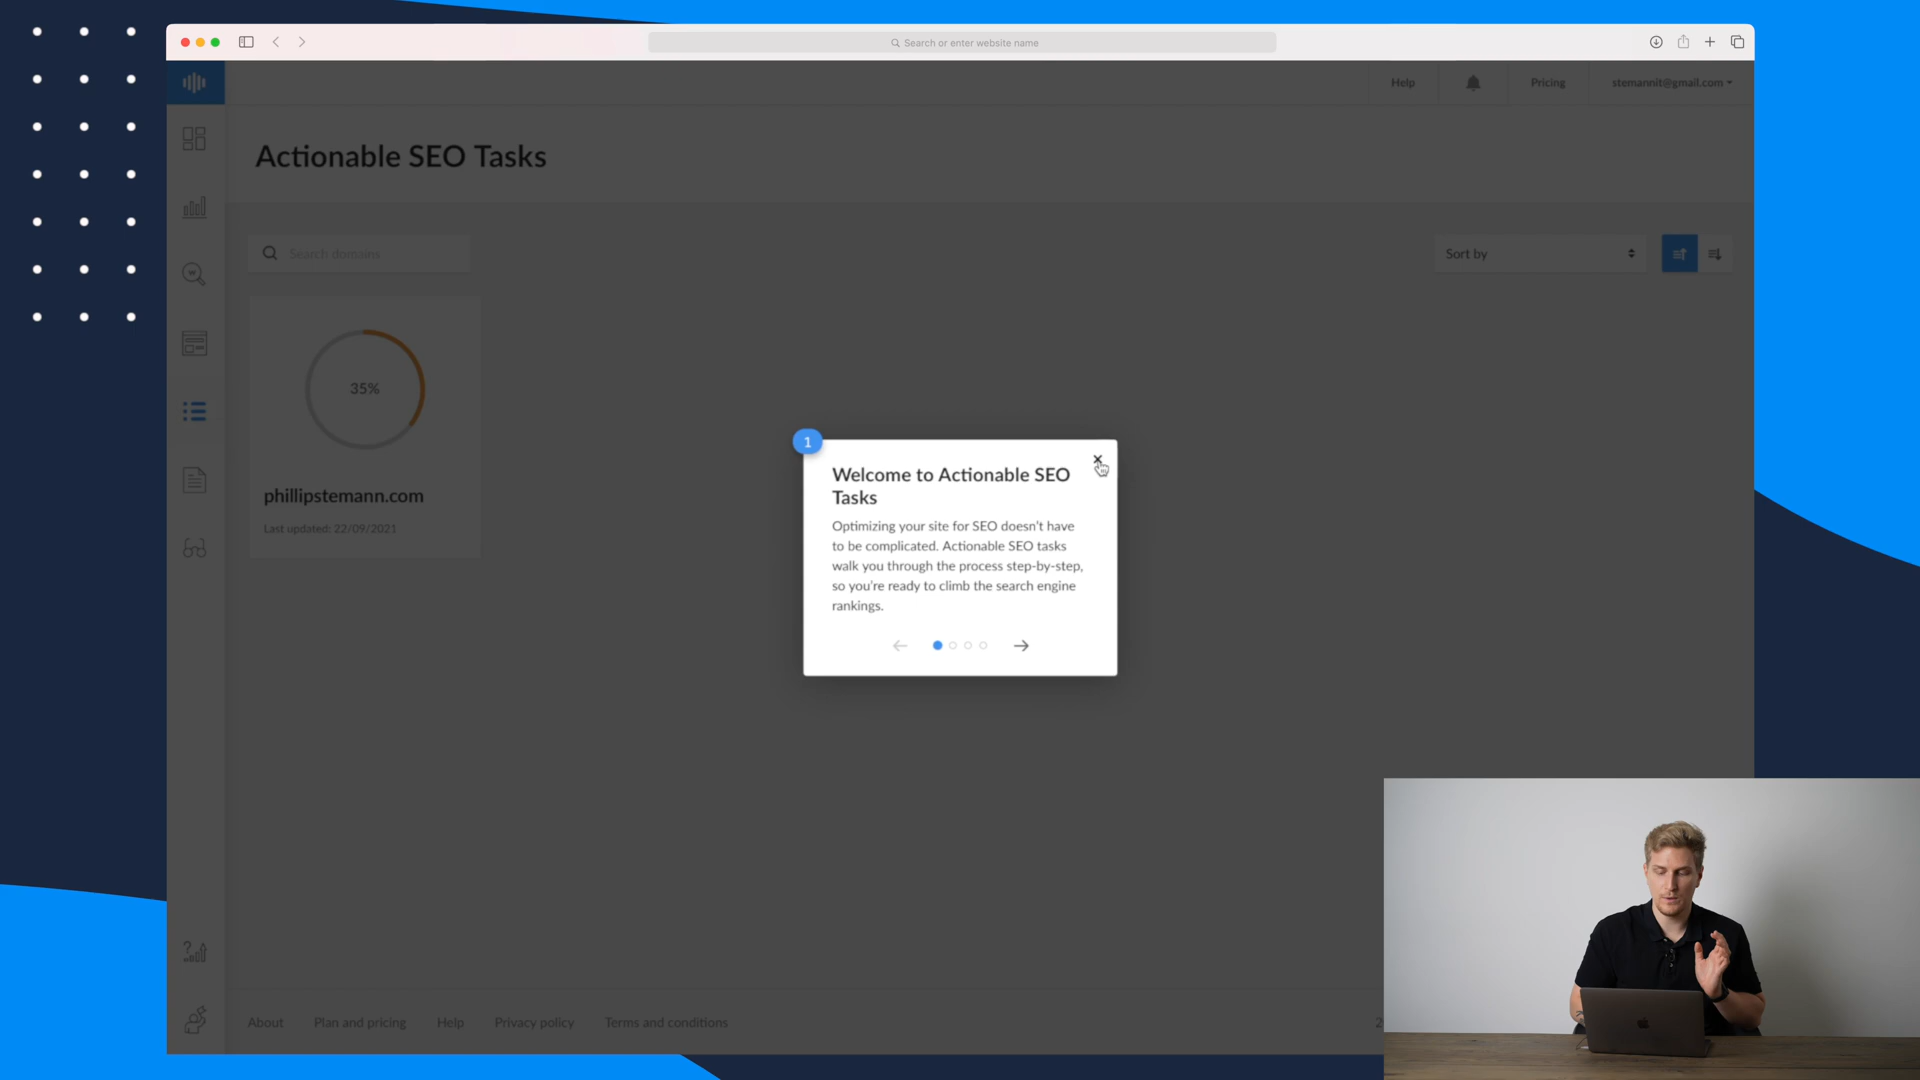 Search or enter website name
Help
Pricing
stemannit@gmail.com
Actionable SEO Tasks
Search domains
Sort by
35%
phillipstemann.com
Last updated: 22/09/2021
1
Welcome to Actionable SEO
Tasks
Optimizing your site for SEO doesn't have
to be complicated. Actionable SEO tasks
walk you through the process step-by-step,
so you're ready to climb the search engine
rankings.
About
Plan and pricing
Help
Privacy policy
Terms and conditions